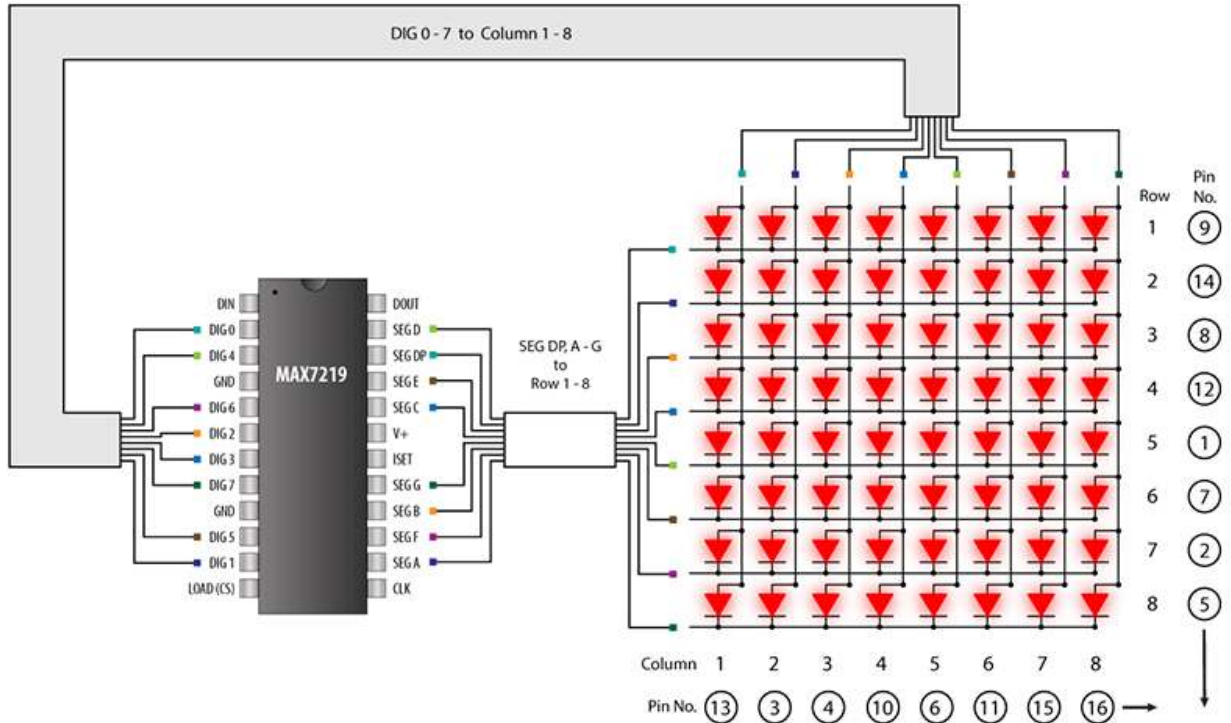 DIG 0 - 7 to Column 1 - 8
Row
Pin
No.
1 9
2 14
3 8
4 12
5 1
6 7
7 2
8 5
DIN
DIG 0
DIG 4
GND
DIG 6
DIG 2
DIG 3
DIG 7
GND
DIG 5
DIG 1
LOAD (CS)
MAX7219
DOUT
SEG D
SEG DP
SEG E
SEG C
V+
ISET
SEG G
SEG B
SEG F
SEG A
CLK
SEG DP, A - G
to
Row 1 - 8
Column 1 2 3 4 5 6 7 8
Pin No. 13 3 4 10 6 11 15 16